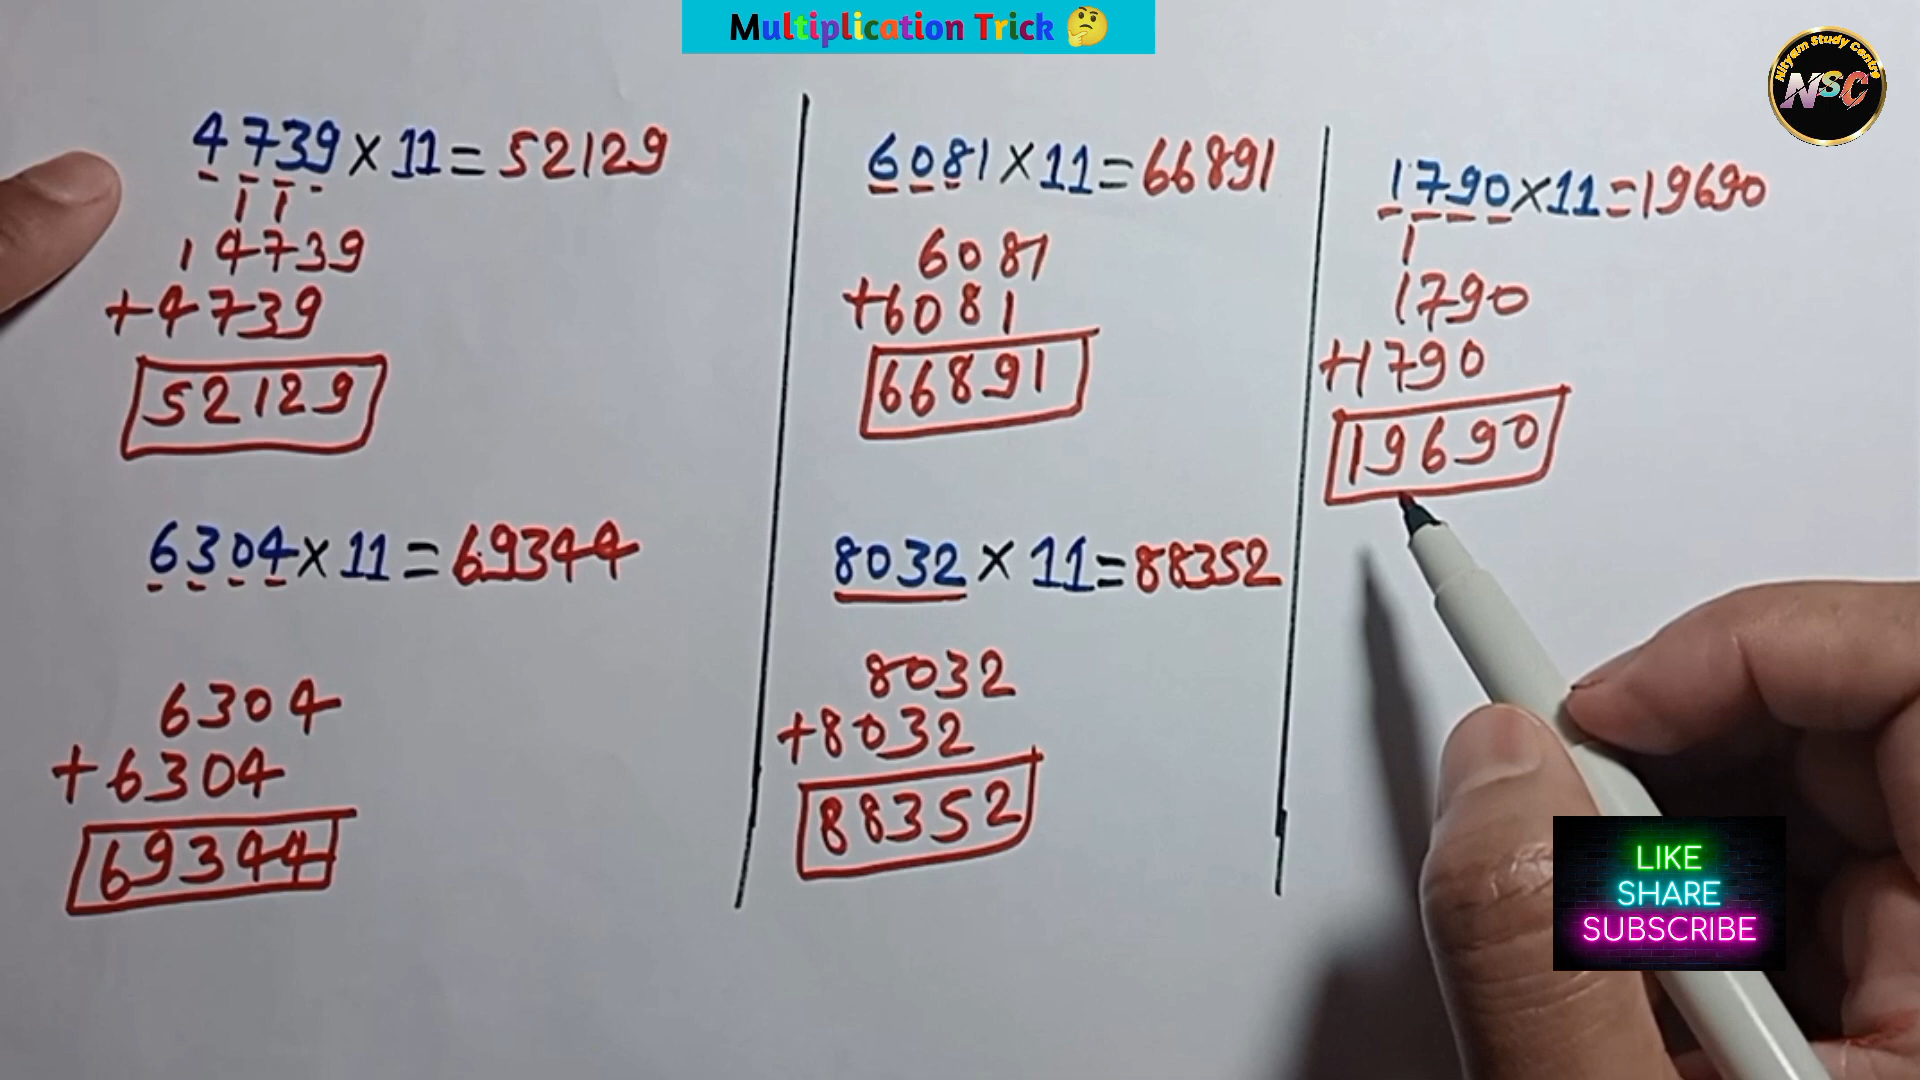 Multiplication Trick 🤔
Nityam Study Centre
NSC
4739 × 11 = 52129
1 1
1 4739
+4739
52129
6304 × 11 = 69344
6304
+6304
69344
6081 × 11 = 66891
6081
+6081
66891
8032 × 11 = 88352
8032
+8032
88352
1790 × 11 = 19690
1
1790
+1790
19690
LIKE
SHARE
SUBSCRIBE